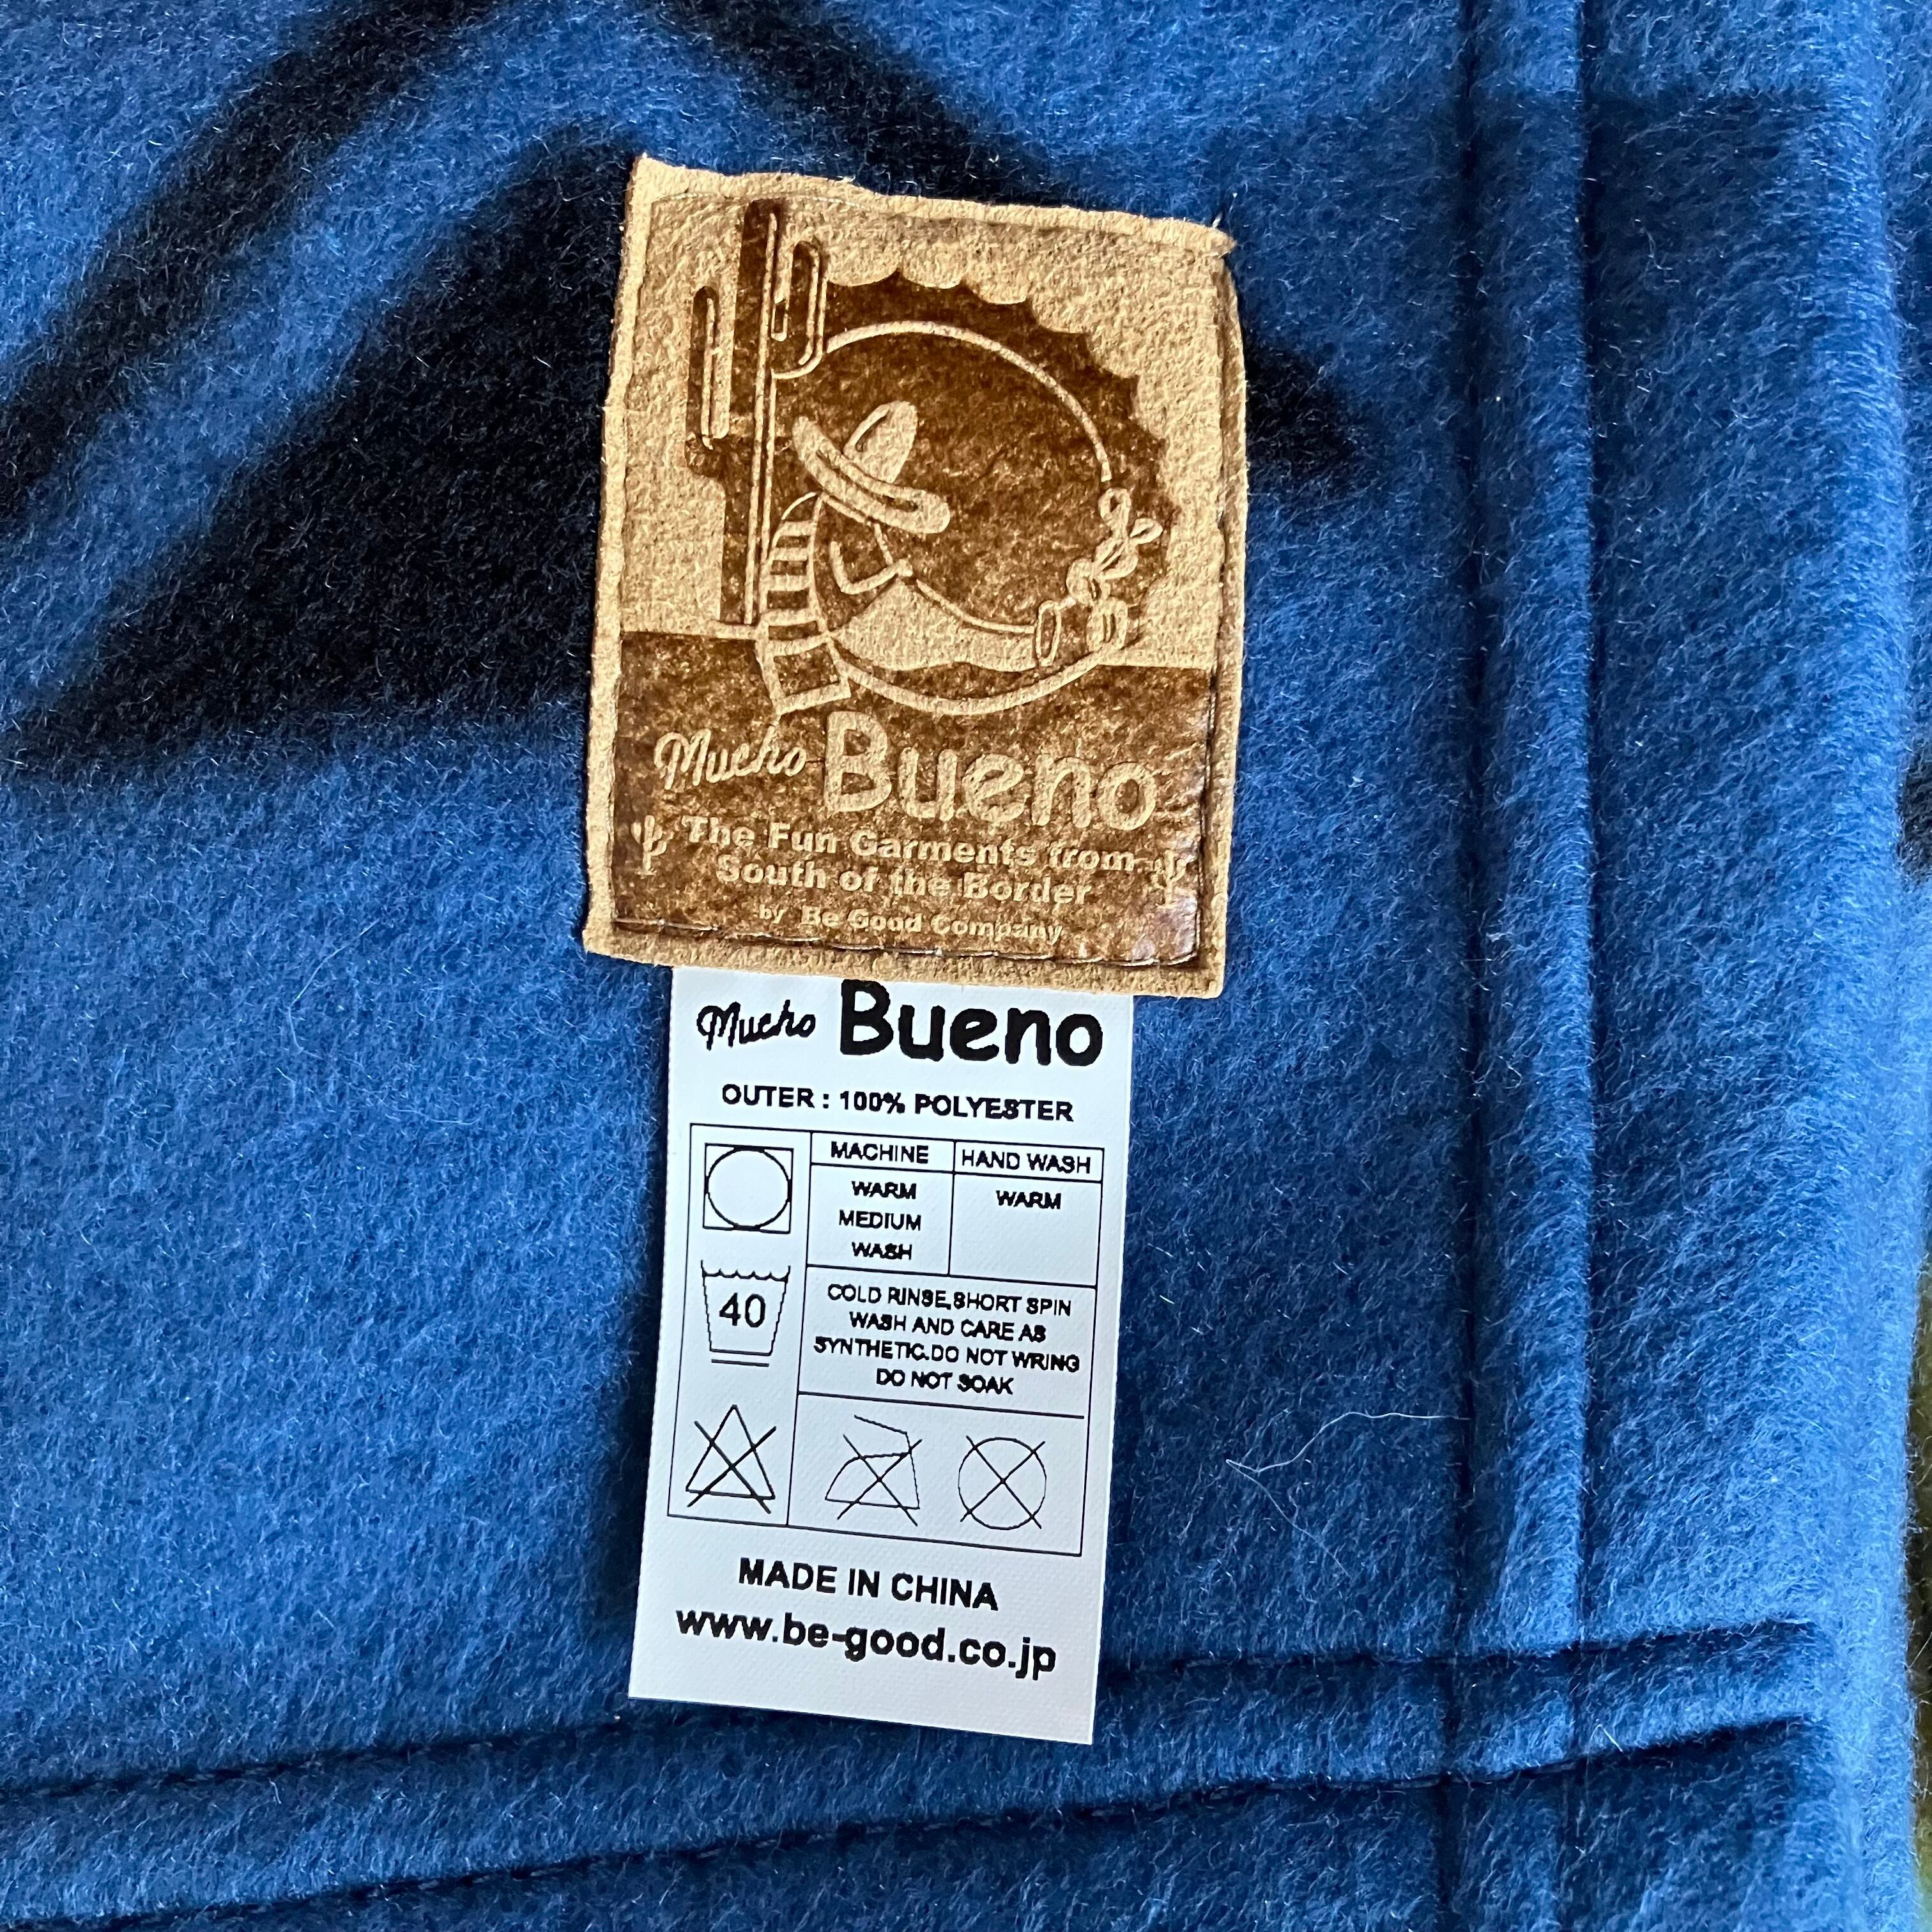 Mucho Bueno
The Fun Garments from
South of the Border
by Be Good Company
Mucho Bueno
OUTER : 100% POLYESTER
MACHINE HAND WASH
WARM WARM
MEDIUM
WASH
40
COLD RINSE,SHORT SPIN
WASH AND CARE AS
SYNTHETIC.DO NOT WRING
DO NOT SOAK
MADE IN CHINA
www.be-good.co.jp